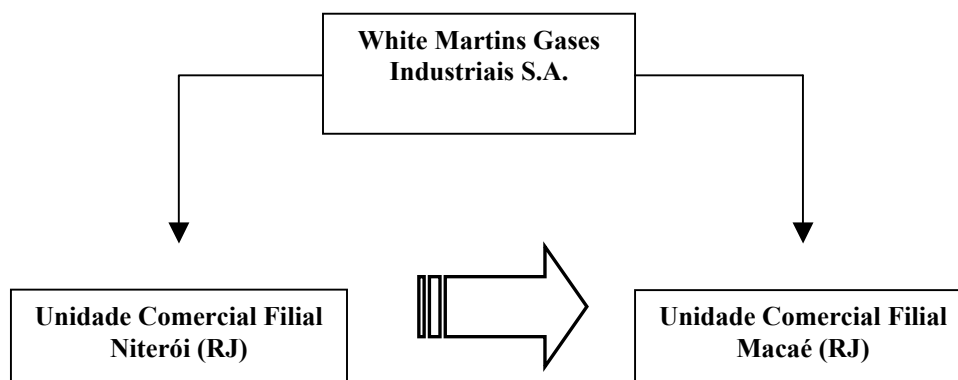 White Martins Gases
Industriais S.A.
Unidade Comercial Filial
Niterói (RJ)
Unidade Comercial Filial
Macaé (RJ)